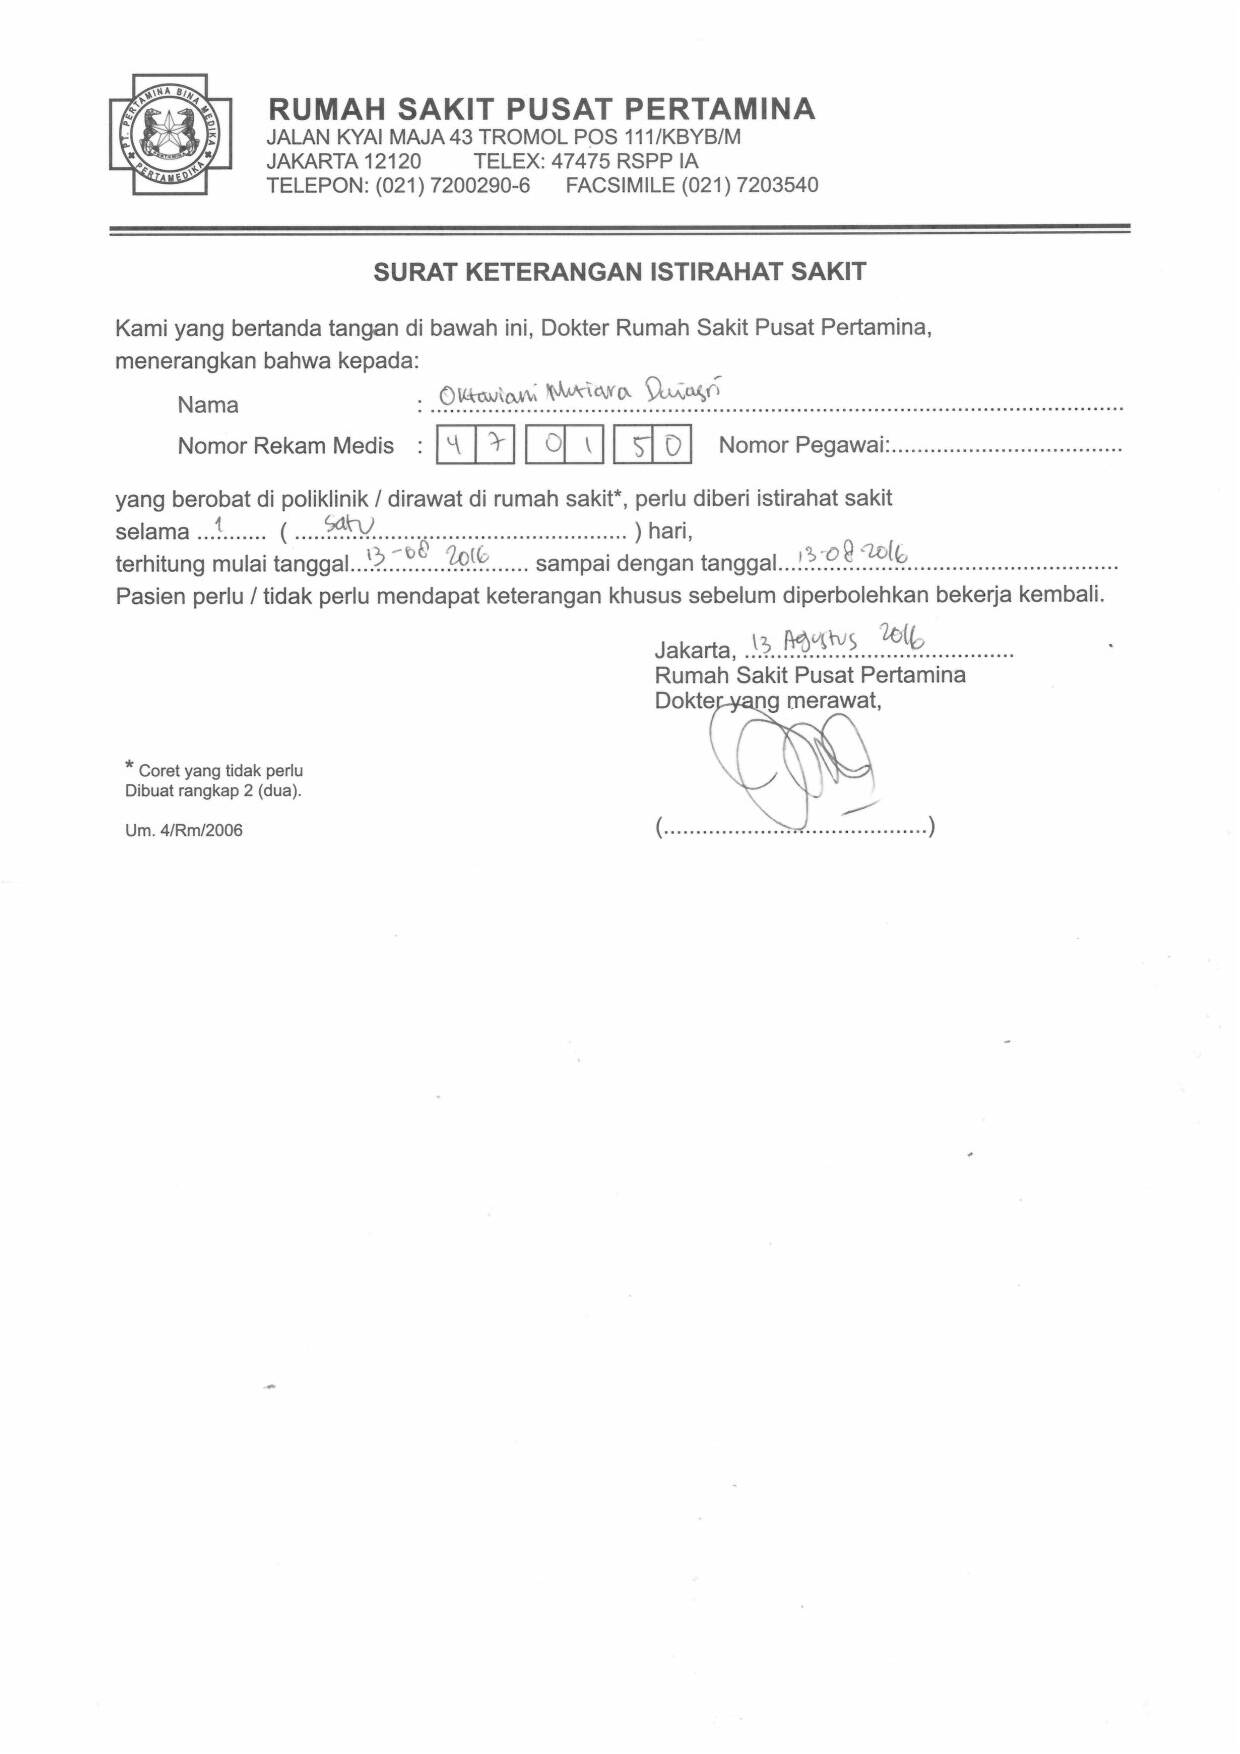 PT. PERTAMINA BINA MEDIKA
PERTAMINA
PERTAMEDIKA
RUMAH SAKIT PUSAT PERTAMINA
JALAN KYAI MAJA 43 TROMOL POS 111/KBYB/M
JAKARTA 12120 TELEX: 47475 RSPP IA
TELEPON: (021) 7200290-6 FACSIMILE (021) 7203540
SURAT KETERANGAN ISTIRAHAT SAKIT
Kami yang bertanda tangan di bawah ini, Dokter Rumah Sakit Pusat Pertamina,
menerangkan bahwa kepada:
Nama : Oktaviani Mutiara Dwiasri
Nomor Rekam Medis : 47 01 50 Nomor Pegawai:....................................
yang berobat di poliklinik / dirawat di rumah sakit*, perlu diberi istirahat sakit
selama ...1....... ( ....satu.... ) hari,
terhitung mulai tanggal...13-08 2016...... sampai dengan tanggal...13-08-2016......
Pasien perlu / tidak perlu mendapat keterangan khusus sebelum diperbolehkan bekerja kembali.
Jakarta, 13 Agustus 2016
Rumah Sakit Pusat Pertamina
Dokter yang merawat,
* Coret yang tidak perlu
Dibuat rangkap 2 (dua).
Um. 4/Rm/2006
(........................................)